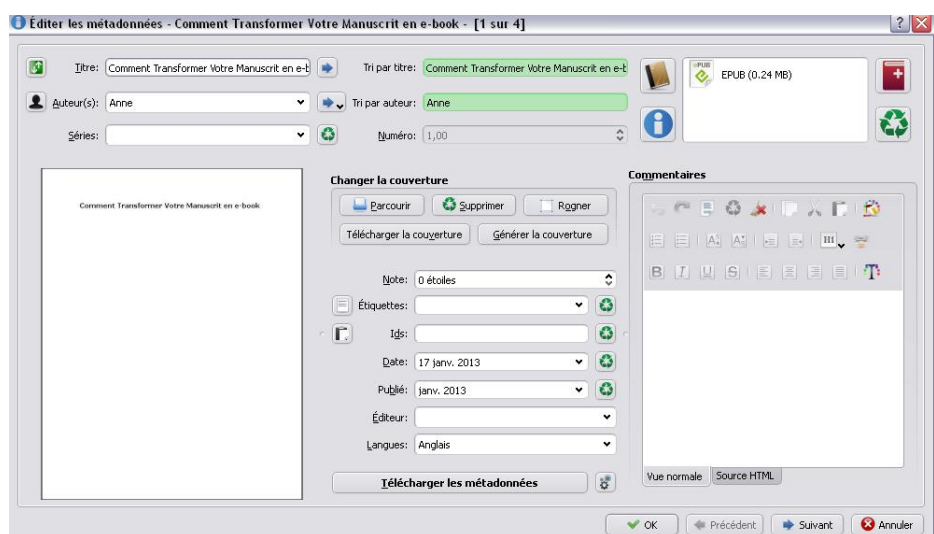 Éditer les métadonnées - Comment Transformer Votre Manuscrit en e-book - [1 sur 4]
Titre: Comment Transformer Votre Manuscrit en e-b
Tri par titre: Comment Transformer Votre Manuscrit en e-b
EPUB (0.24 MB)
Auteur(s): Anne
Tri par auteur: Anne
Séries:
Numéro: 1,00
Comment Transformer Votre Manuscrit en e-book
Changer la couverture
Parcourir Supprimer Rogner
Télécharger la couverture Générer la couverture
Note: 0 étoiles
Étiquettes:
Ids:
Date: 17 janv. 2013
Publié: janv. 2013
Éditeur:
Langues: Anglais
Télécharger les métadonnées
Commentaires
H1
B I U S
Vue normale Source HTML
OK Précédent Suivant Annuler